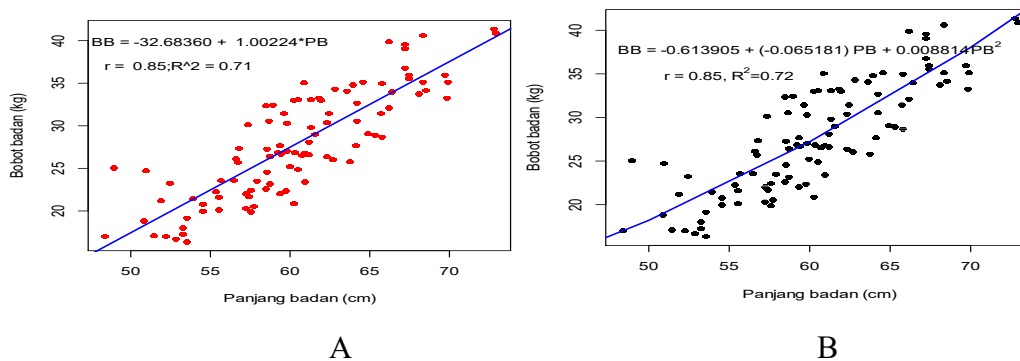 BB = -32.68360 + 1.00224*PB
r = 0.85;R^2 = 0.71
Bobot badan (kg)
40
35
30
25
20
50
55
60
65
70
Panjang badan (cm)
A
BB = -0.613905 + (-0.065181) PB + 0.008814PB²
r = 0.85, R²=0.72
Bobot badan (kg)
40
35
30
25
20
50
55
60
65
70
Panjang badan (cm)
B